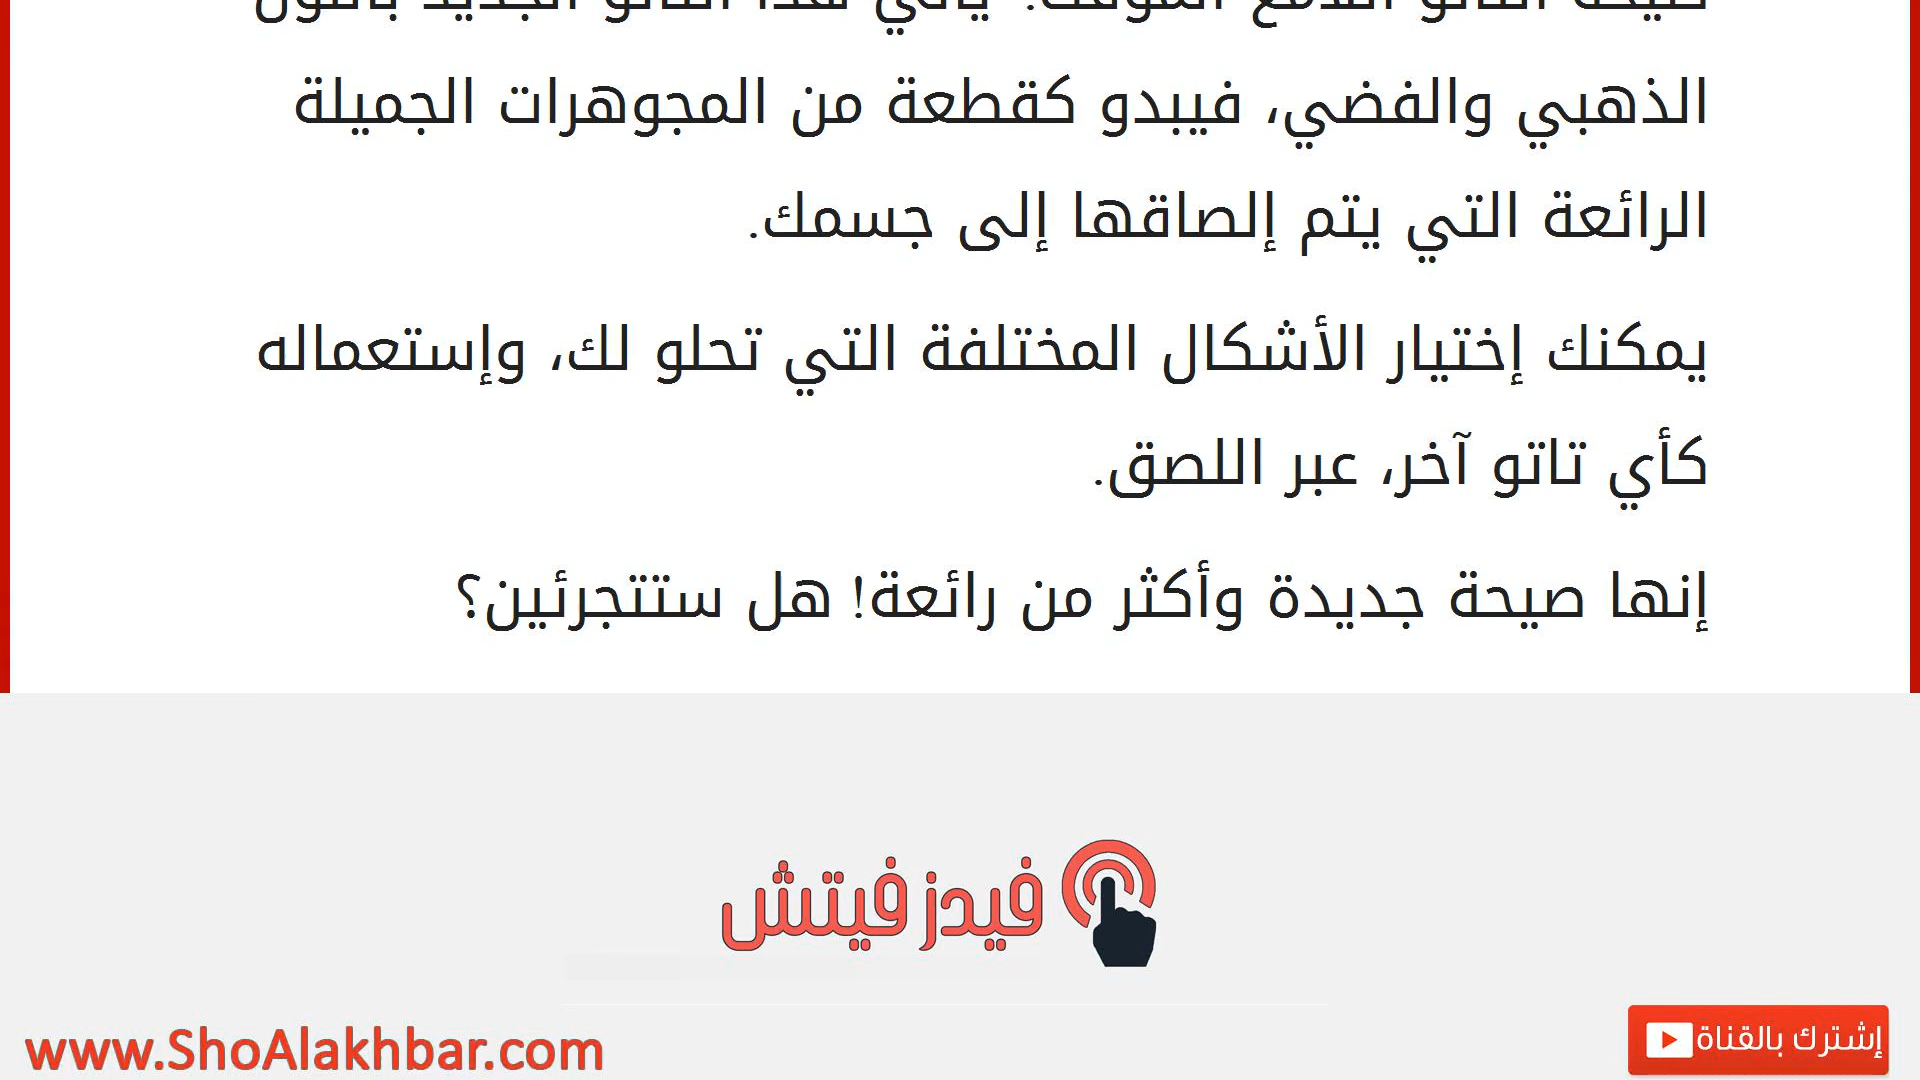 الذهبي والفضي، فيبدو كقطعة من المجوهرات الجميلة
الرائعة التي يتم إلصاقها إلى جسمك.
يمكنك إختيار الأشكال المختلفة التي تحلو لك، وإستعماله
كأي تاتو آخر، عبر اللصق.
إنها صيحة جديدة وأكثر من رائعة! هل ستتجرئين؟
فيدز فيتش
www.ShoAlakhbar.com
إشترك بالقناة